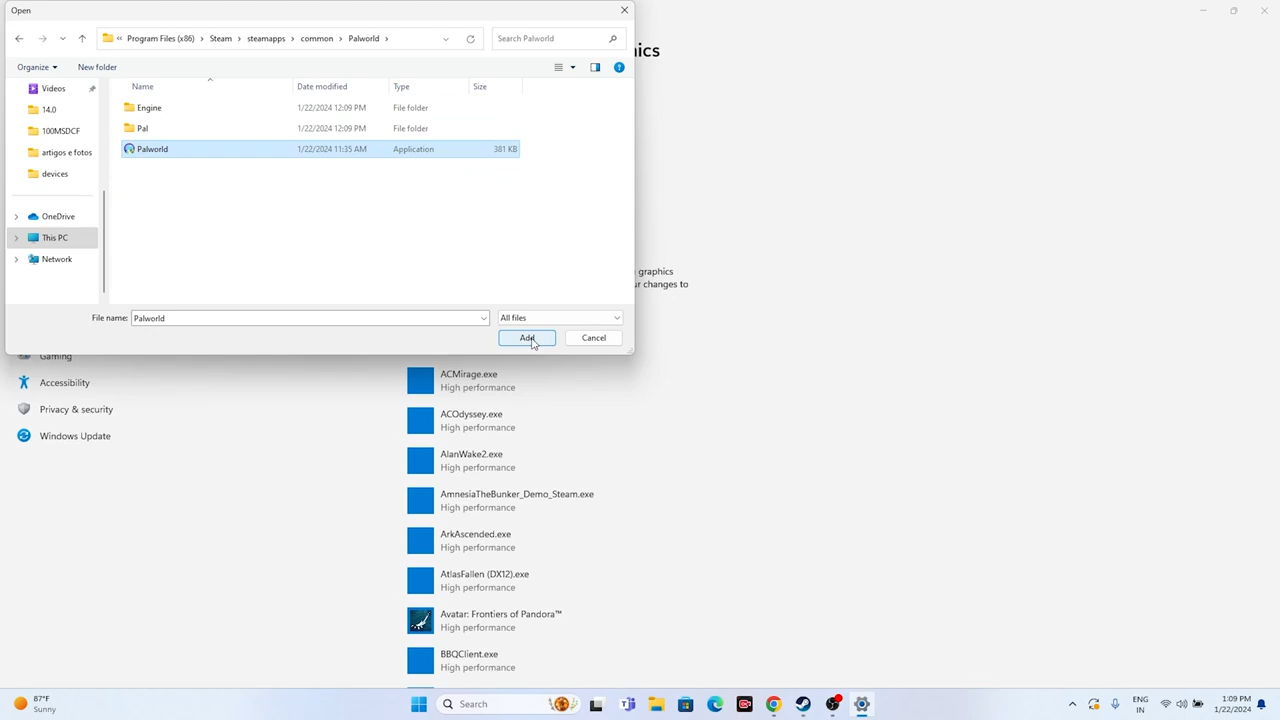 Open
Program Files (x86) > Steam > steamapps > common > Palworld >
Search Palworld
Organize
New folder
Name
Date modified
Type
Size
Videos
14.0
100MSDCF
artigos e fotos
devices
OneDrive
This PC
Network
Engine
1/22/2024 12:09 PM
File folder
Pal
1/22/2024 12:09 PM
File folder
Palworld
1/22/2024 11:35 AM
Application
381 KB
File name:
Palworld
All files
Add
Cancel
ics
graphics
ur changes to
Gaming
Accessibility
Privacy & security
Windows Update
ACMirage.exe
High performance
ACOdyssey.exe
High performance
AlanWake2.exe
High performance
AmnesiaTheBunker_Demo_Steam.exe
High performance
ArkAscended.exe
High performance
AtlasFallen (DX12).exe
High performance
Avatar: Frontiers of Pandora™
High performance
BBQClient.exe
High performance
87°F
Sunny
Search
ENG
IN
1:09 PM
1/22/2024